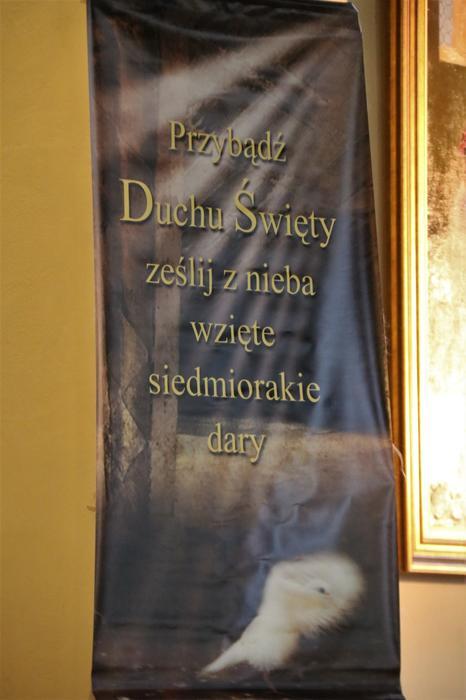 Przybądź
Duchu Święty
ześlij z nieba
wzięte
siedmiorakie
dary